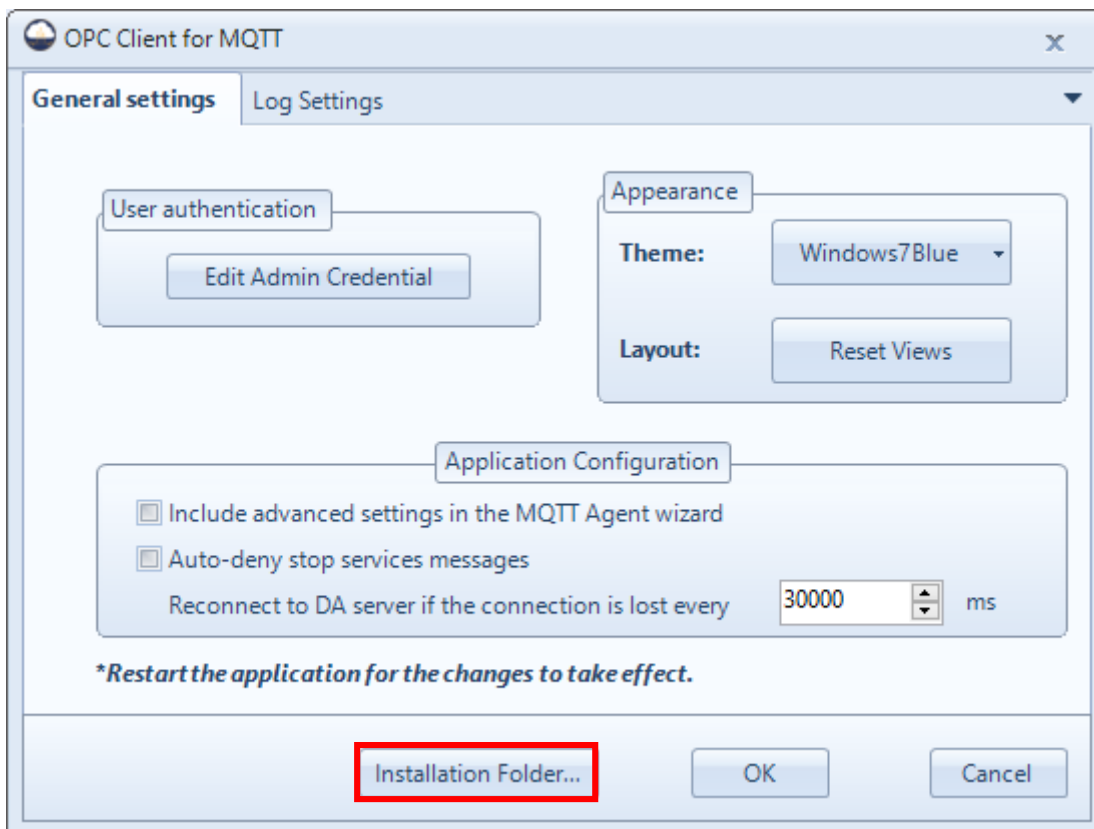 OPC Client for MQTT
General settings
Log Settings
User authentication
Edit Admin Credential
Appearance
Theme:
Windows7Blue
Layout:
Reset Views
Application Configuration
Include advanced settings in the MQTT Agent wizard
Auto-deny stop services messages
Reconnect to DA server if the connection is lost every 30000 ms
*Restart the application for the changes to take effect.
Installation Folder...
OK
Cancel